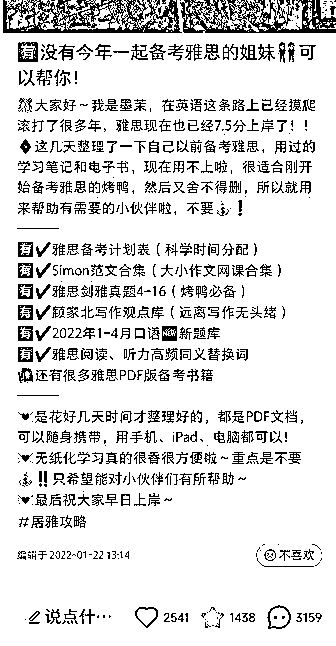 🈶没有今年一起备考雅思的姐妹👭可
以帮你！
大家好～我是墨茉，在英语这条路上已经摸爬
滚打了很多年，雅思现在也已经7.5分上岸了！！
◆这几天整理了一下自己以前备考雅思，用过的
学习笔记和电子书，现在用不上啦，很适合刚开
始备考雅思的烤鸭，然后又舍不得删，所以就用
来帮助有需要的小伙伴啦，不要💰❗
🈶✔雅思备考计划表（科学时间分配）
🈶✔Simon范文合集（大小作文网课合集）
🈶✔雅思剑雅真题4-16（烤鸭必备）
🈶✔顾家北写作观点库（远离写作无头绪）
🈶✔2022年1-4月口语🆕新题库
🈶✔雅思阅读、听力高频同义替换词
还有很多雅思PDF版备考书籍
是花好几天时间才整理好的，都是PDF文档，
可以随身携带，用手机、iPad、电脑都可以！
无纸化学习真的很香很方便啦～重点是不要
💰‼只希望能对小伙伴们有所帮助～
最后祝大家早日上岸～
#屠雅攻略
编辑于 2022-01-22 13:14
不喜欢
说点什… 2541 1438 3159